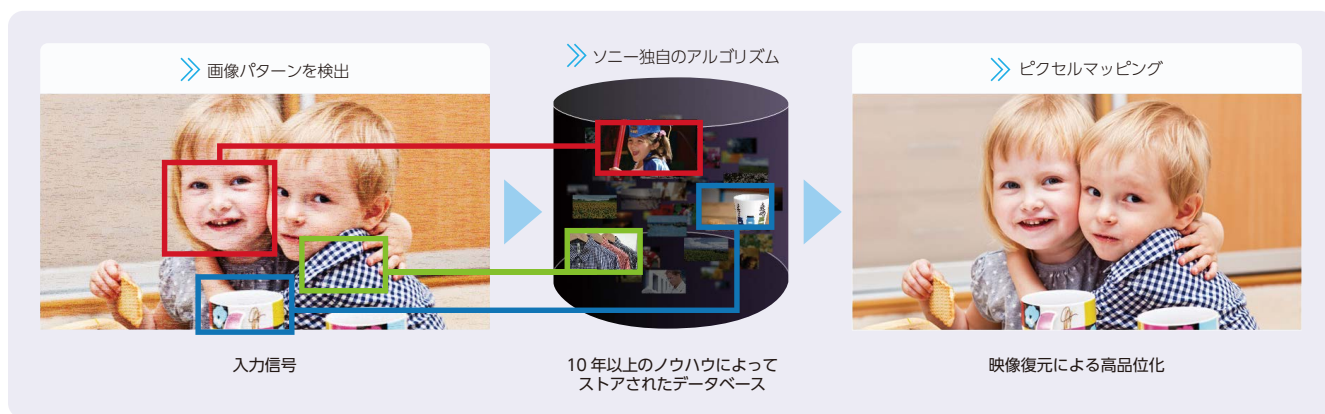 画像パターンを検出
ソニー独自のアルゴリズム
ピクセルマッピング
入力信号
10 年以上のノウハウによって
ストアされたデータベース
映像復元による高品位化